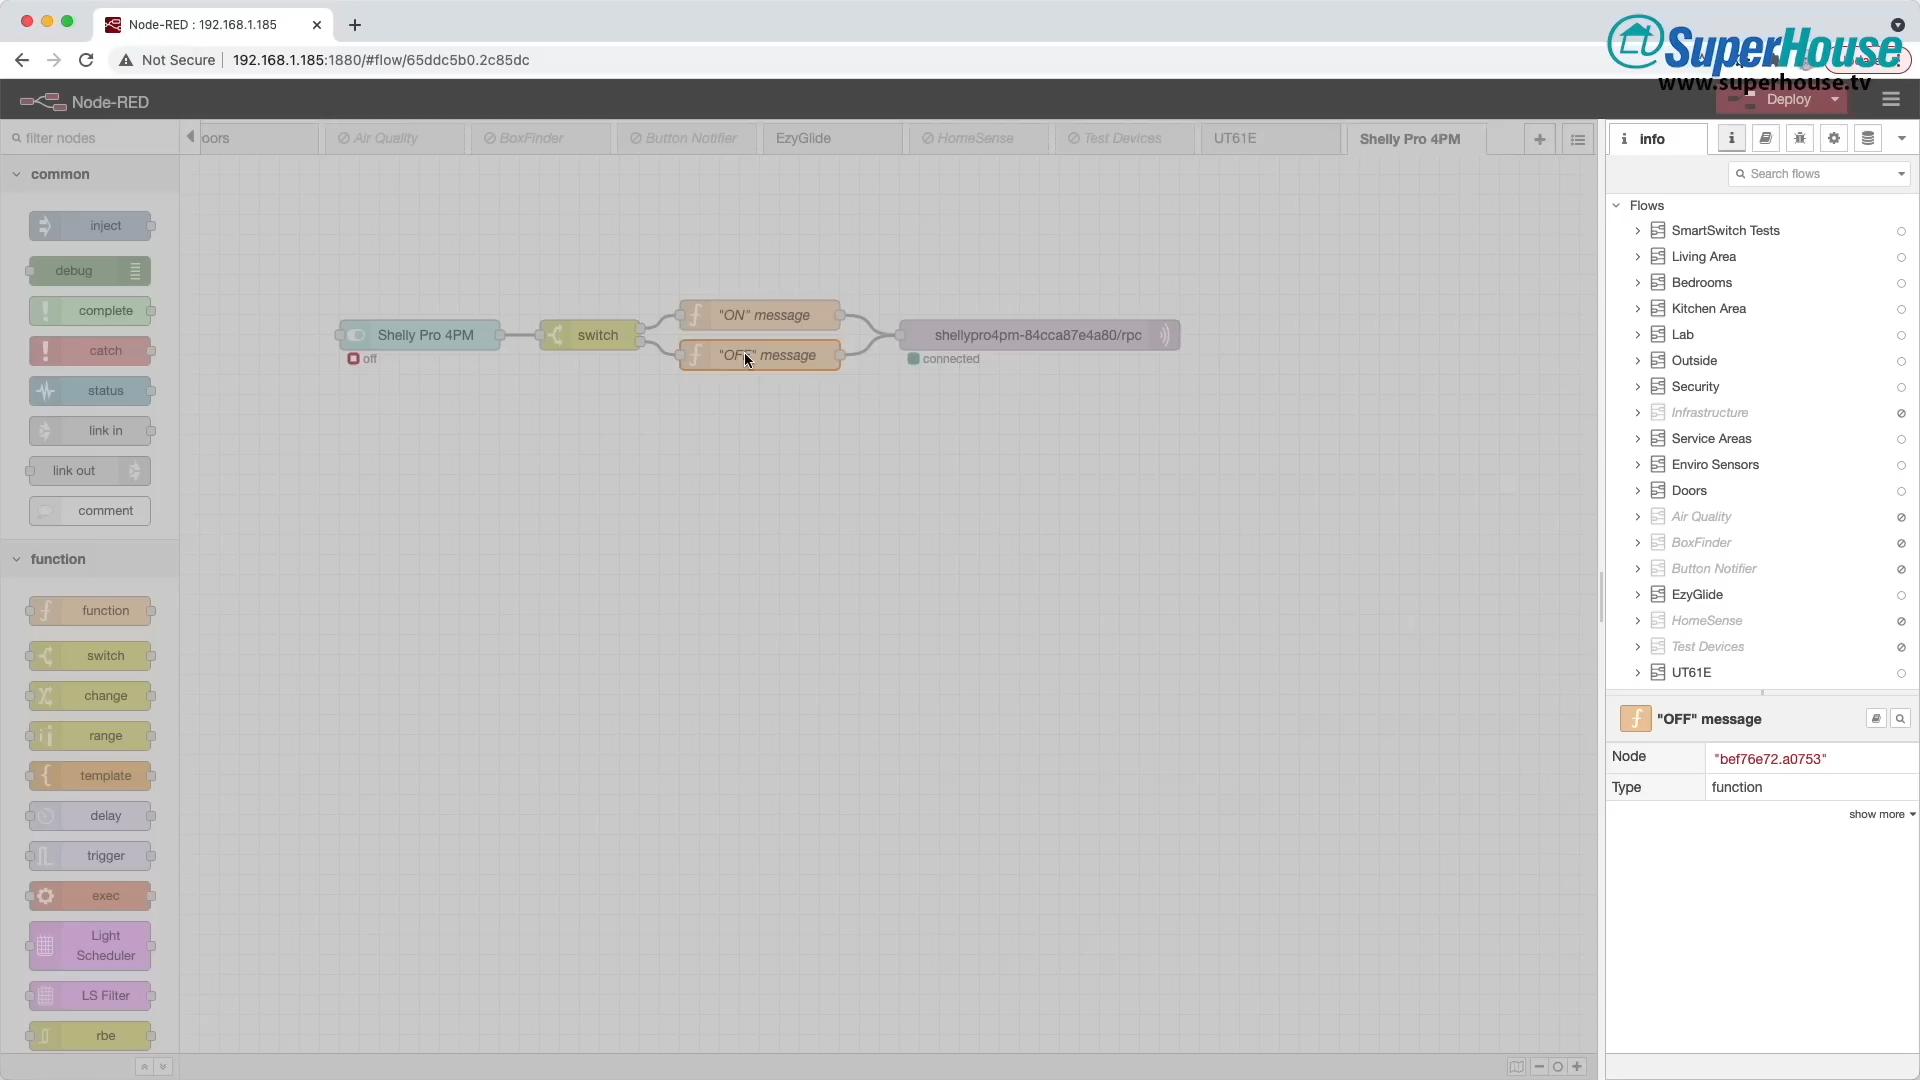 Node-RED : 192.168.1.185
Not Secure
192.168.1.185:1880/#flow/65ddc5b0.2c85dc
SuperHouse
www.superhouse.tv
Node-RED
Deploy
filter nodes
oors
Air Quality
BoxFinder
Button Notifier
EzyGlide
HomeSense
Test Devices
UT61E
Shelly Pro 4PM
info
Search flows
common
inject
debug
complete
catch
status
link in
link out
comment
function
function
switch
change
range
template
delay
trigger
exec
Light
Scheduler
LS Filter
rbe
Shelly Pro 4PM
off
switch
"ON" message
"OFF" message
shellypro4pm-84cca87e4a80/rpc
connected
Flows
SmartSwitch Tests
Living Area
Bedrooms
Kitchen Area
Lab
Outside
Security
Infrastructure
Service Areas
Enviro Sensors
Doors
Air Quality
BoxFinder
Button Notifier
EzyGlide
HomeSense
Test Devices
UT61E
"OFF" message
Node "bef76e72.a0753"
Type function
show more